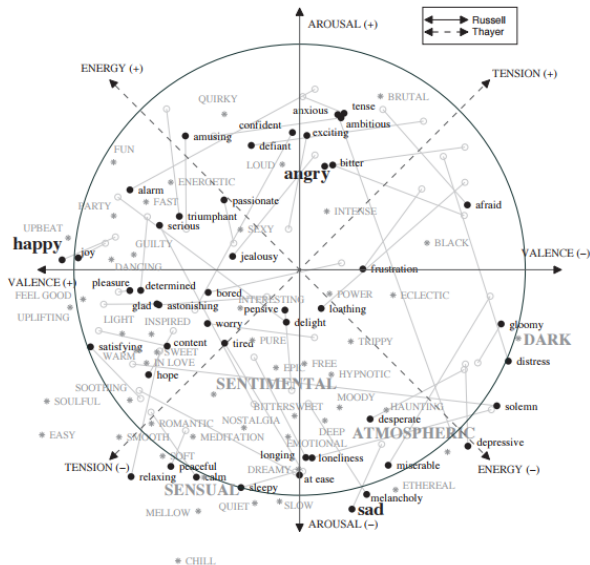 AROUSAL (+)
Russell
Thayer
ENERGY (+)
TENSION (+)
QUIRKY
BRUTAL
anxious
tense
confident
ambitious
amusing
exciting
defiant
FUN
LOUD
bitter
angry
ENERGETIC
alarm
passionate
FAST
PARTY
afraid
INTENSE
triumphant
serious
UPBEAT
SEXY
happy
GUILTY
BLACK
joy
jealousy
VALENCE (−)
DANCING
frustration
VALENCE (+)
pleasure
determined
bored
FEEL GOOD
POWER
ECLECTIC
INTERESTING
glad
astonishing
pensive
loathing
UPLIFTING
LIGHT
INSPIRED
worry
delight
gloomy
content
tired
PURE
TRIPPY
DARK
satisfying
WARM
SWEET
IN LOVE
EPIC
FREE
distress
hope
HYPNOTIC
SENTIMENTAL
SOOTHING
SOULFUL
MOODY
BITTERSWEET
HAUNTING
solemn
ROMANTIC
NOSTALGIA
desperate
EASY
SMOOTH
MEDITATION
DEEP
ATMOSPHERIC
EMOTIONAL
depressive
SOFT
longing
loneliness
TENSION (−)
peaceful
DREAMY
miserable
ENERGY (−)
relaxing
calm
at ease
SENSUAL
sleepy
ETHEREAL
melancholy
QUIET
SLOW
sad
MELLOW
AROUSAL (−)
CHILL